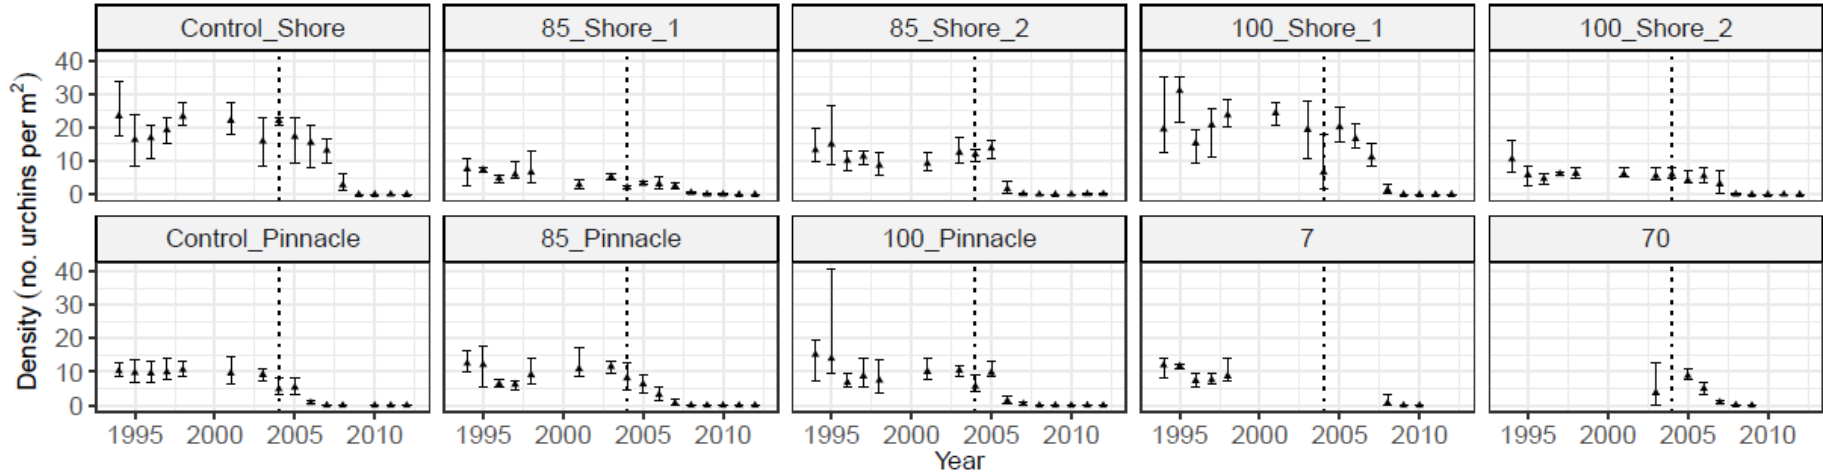 Control_Shore 85_Shore_1 85_Shore_2 100_Shore_1 100_Shore_2
40
30
20
10
0
Control_Pinnacle 85_Pinnacle 100_Pinnacle 7 70
40
30
20
10
0
Density (no. urchins per m²)
1995 2000 2005 2010 1995 2000 2005 2010 1995 2000 2005 2010 1995 2000 2005 2010 1995 2000 2005 2010
Year